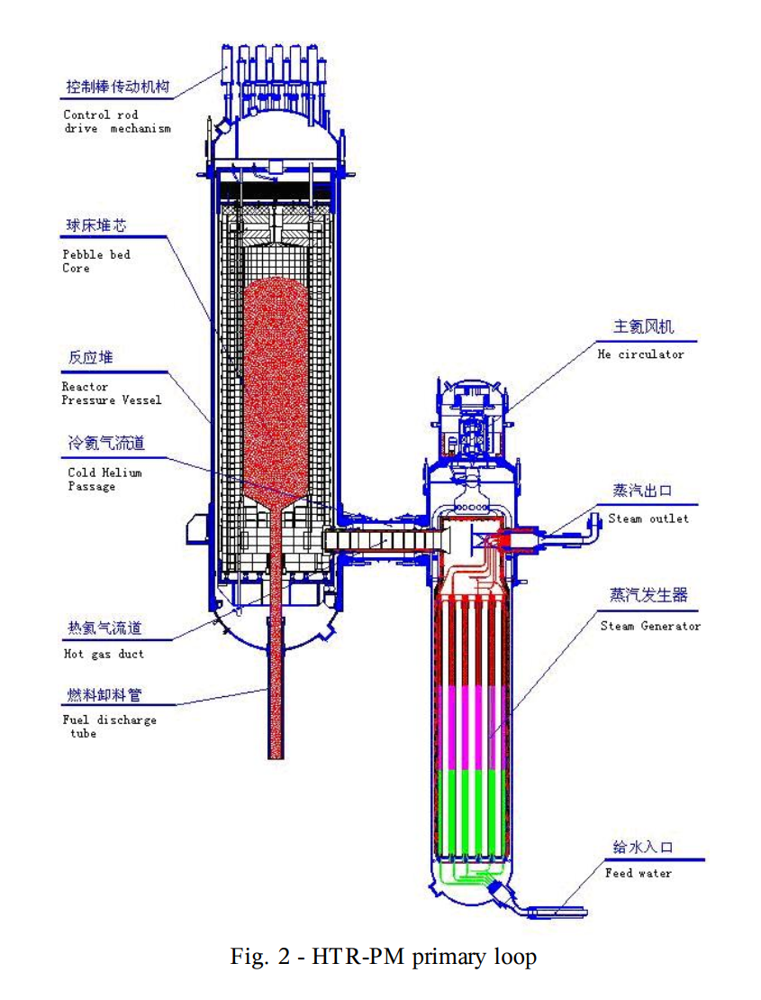 控制棒传动机构
Control rod
drive mechanism
球床堆芯
Pebble bed
Core
反应堆
Reactor
Pressure Vessel
冷氦气流道
Cold Helium
Passage
热氦气流道
Hot gas duct
燃料卸料管
Fuel discharge
tube
主氦风机
He circulator
蒸汽出口
Steam outlet
蒸汽发生器
Steam Generator
给水入口
Feed water
Fig. 2 - HTR-PM primary loop